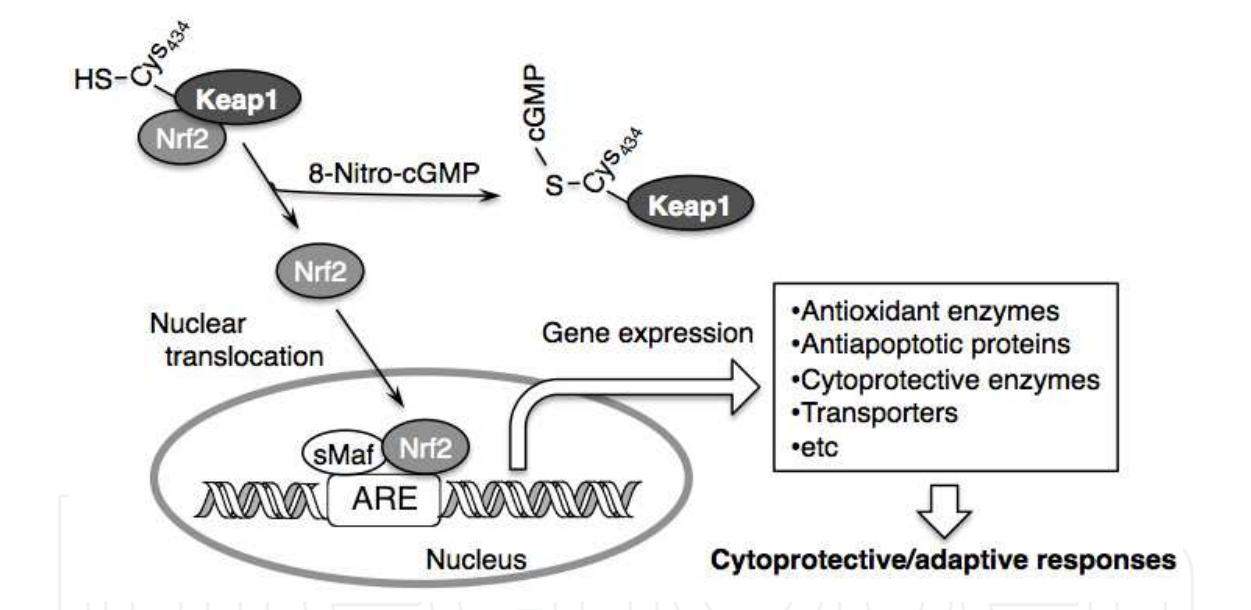 HS-Cys434
Keap1
Nrf2
8-Nitro-cGMP
cGMP
S-Cys434
Keap1
Nrf2
Nuclear
translocation
Gene expression
•Antioxidant enzymes
•Antiapoptotic proteins
•Cytoprotective enzymes
•Transporters
•etc
sMaf
Nrf2
ARE
Nucleus
Cytoprotective/adaptive responses